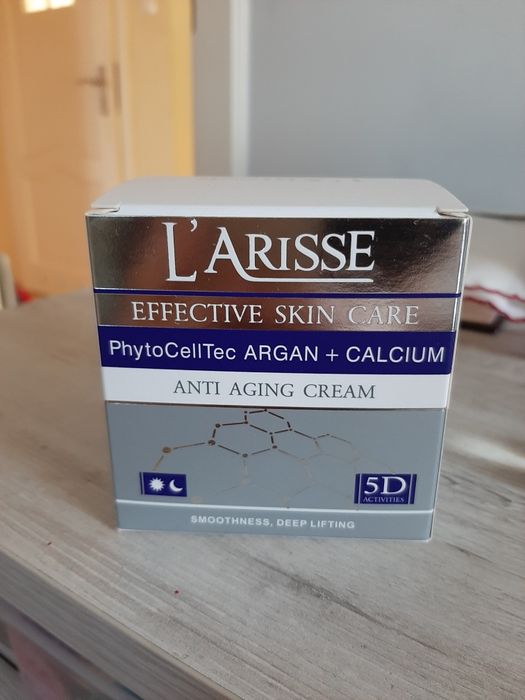 L'ARISSE
EFFECTIVE SKIN CARE
PhytoCellTec ARGAN + CALCIUM
ANTI AGING CREAM
5D
ACTIVITIES
SMOOTHNESS, DEEP LIFTING